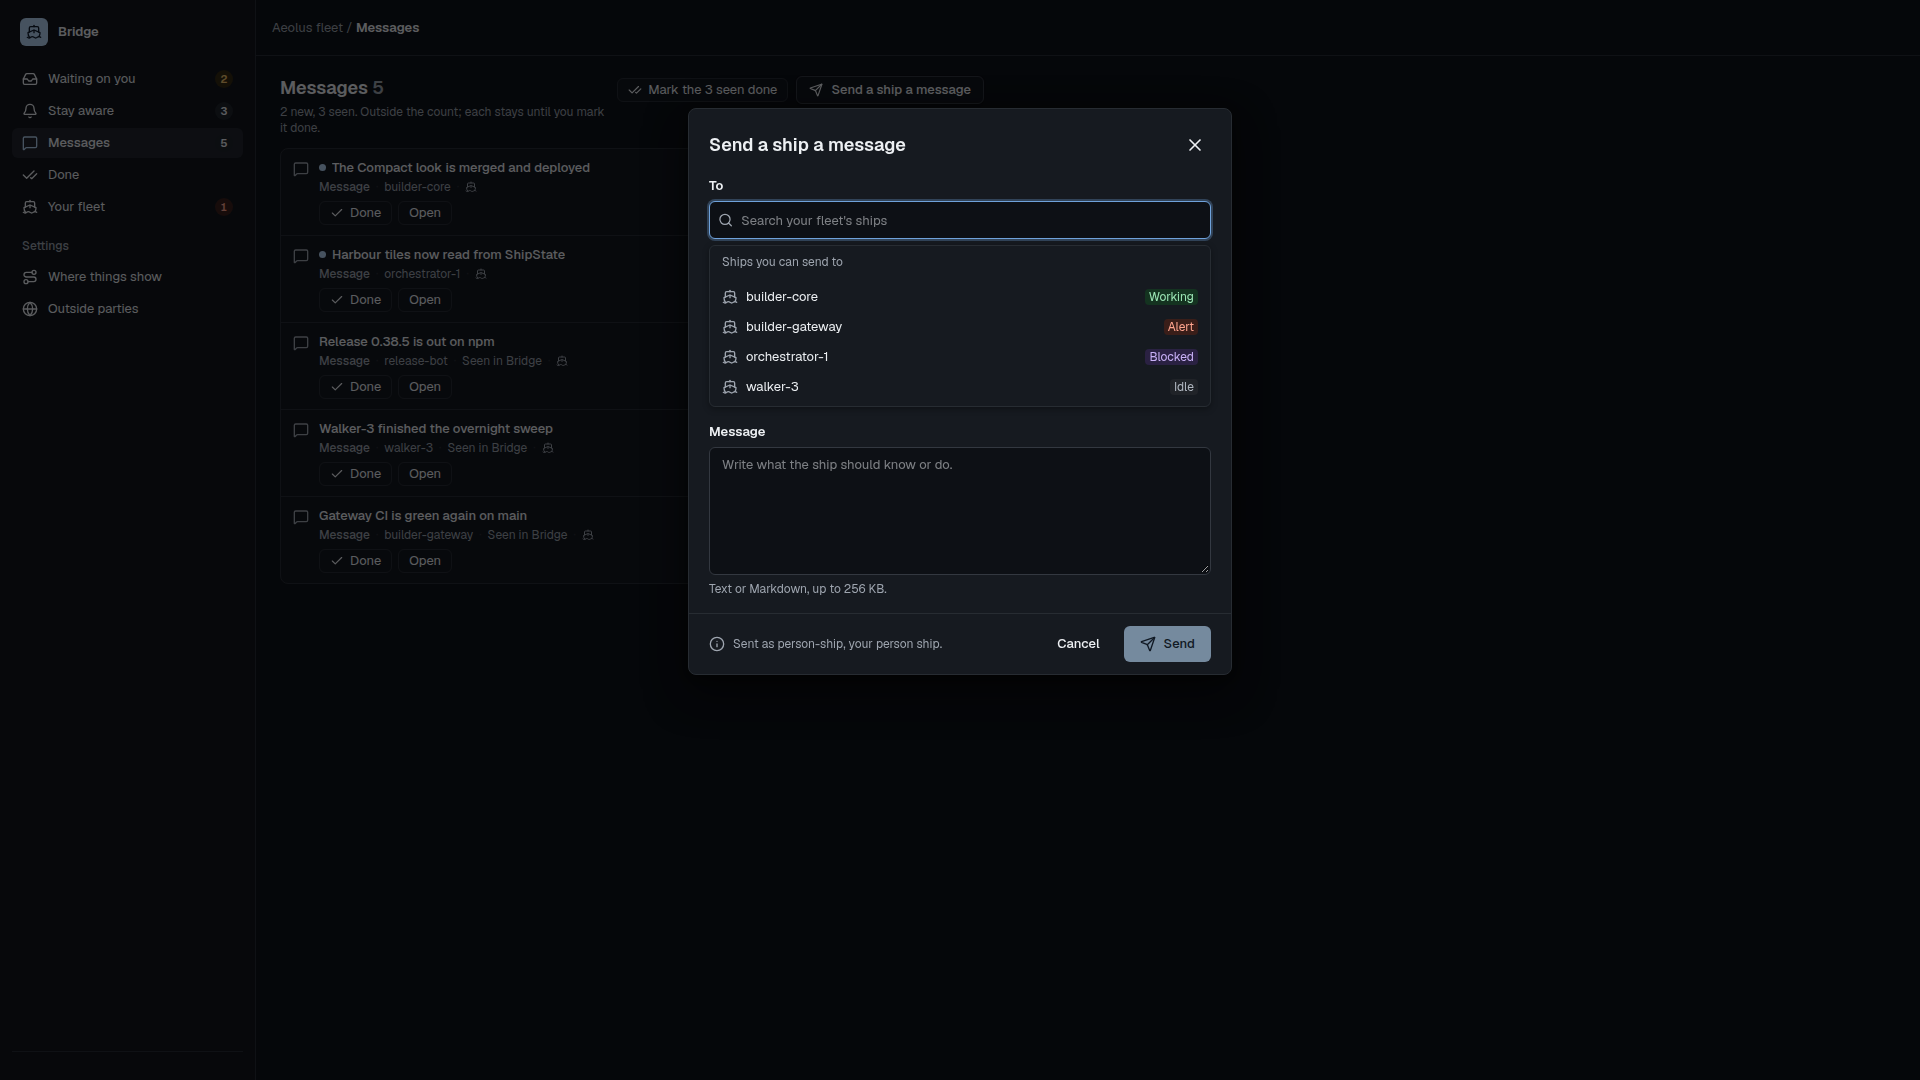 Bridge
Waiting on you 2
Stay aware 3
Messages 5
Done
Your fleet 1
Settings
Where things show
Outside parties
Aeolus fleet / Messages
Messages 5
2 new, 3 seen. Outside the count; each stays until you mark
it done.
Mark the 3 seen done
Send a ship a message
The Compact look is merged and deployed
Message builder-core
Done Open
Harbour tiles now read from ShipState
Message orchestrator-1
Done Open
Release 0.38.5 is out on npm
Message release-bot Seen in Bridge
Done Open
Walker-3 finished the overnight sweep
Message walker-3 Seen in Bridge
Done Open
Gateway CI is green again on main
Message builder-gateway Seen in Bridge
Done Open
Send a ship a message
To
Search your fleet's ships
Ships you can send to
builder-core Working
builder-gateway Alert
orchestrator-1 Blocked
walker-3 Idle
Message
Write what the ship should know or do.
Text or Markdown, up to 256 KB.
Sent as person-ship, your person ship.
Cancel
Send